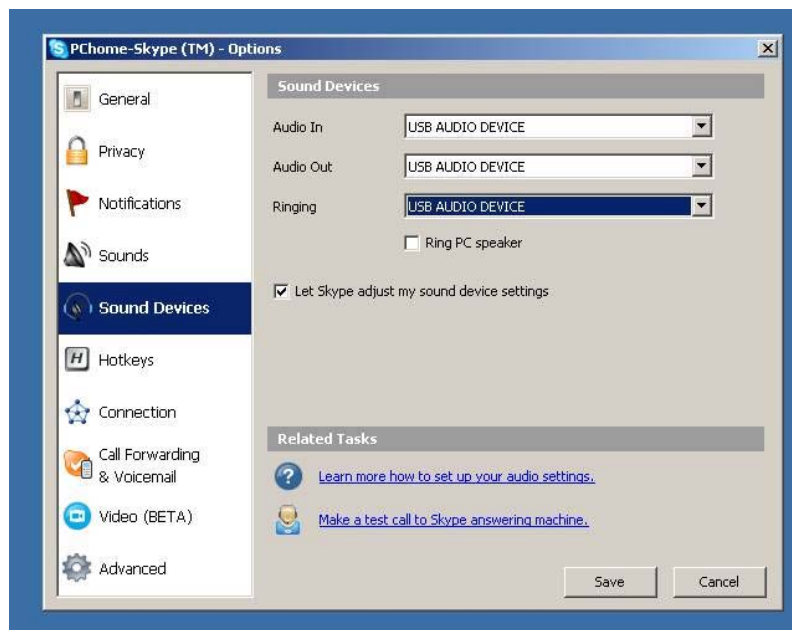 PChome-Skype (TM) - Options
General
Privacy
Notifications
Sounds
Sound Devices
Hotkeys
Connection
Call Forwarding
& Voicemail
Video (BETA)
Advanced
Sound Devices
Audio In USB AUDIO DEVICE
Audio Out USB AUDIO DEVICE
Ringing USB AUDIO DEVICE
Ring PC speaker
Let Skype adjust my sound device settings
Related Tasks
Learn more how to set up your audio settings.
Make a test call to Skype answering machine.
Save Cancel